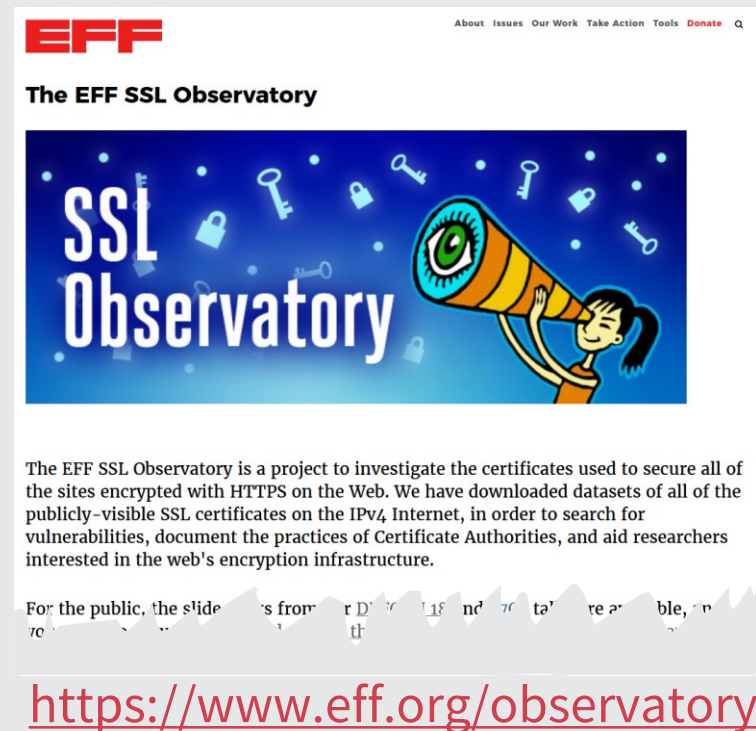 EFF
About Issues Our Work Take Action Tools Donate
The EFF SSL Observatory
SSL
Observatory
The EFF SSL Observatory is a project to investigate the certificates used to secure all of
the sites encrypted with HTTPS on the Web. We have downloaded datasets of all of the
publicly-visible SSL certificates on the IPv4 Internet, in order to search for
vulnerabilities, document the practices of Certificate Authorities, and aid researchers
interested in the web's encryption infrastructure.
For the public, the slide from
https://www.eff.org/observatory